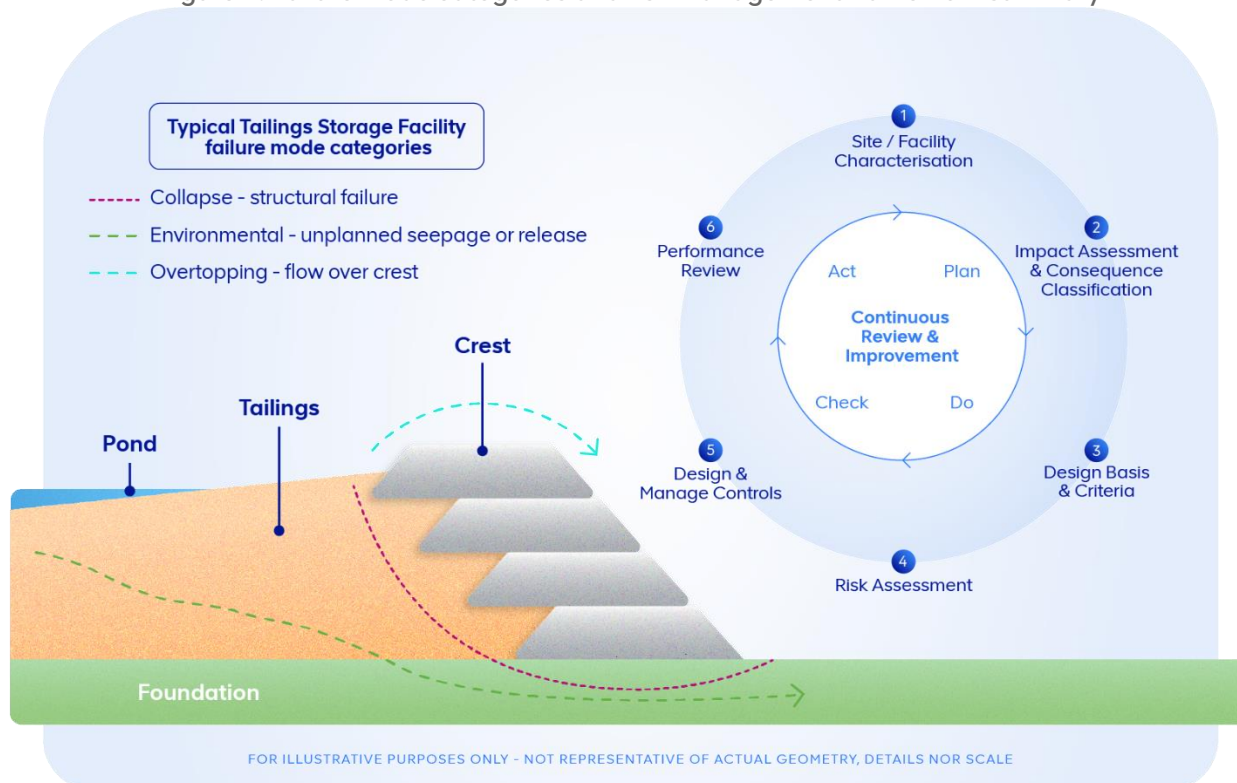 Typical Tailings Storage Facility
failure mode categories
Collapse - structural failure
Environmental - unplanned seepage or release
Overtopping - flow over crest
Crest
Tailings
Pond
Foundation
1
Site / Facility
Characterisation
2
Impact Assessment
& Consequence
Classification
3
Design Basis
& Criteria
4
Risk Assessment
5
Design &
Manage Controls
6
Performance
Review
Act
Plan
Continuous
Review &
Improvement
Check
Do
FOR ILLUSTRATIVE PURPOSES ONLY - NOT REPRESENTATIVE OF ACTUAL GEOMETRY, DETAILS NOR SCALE